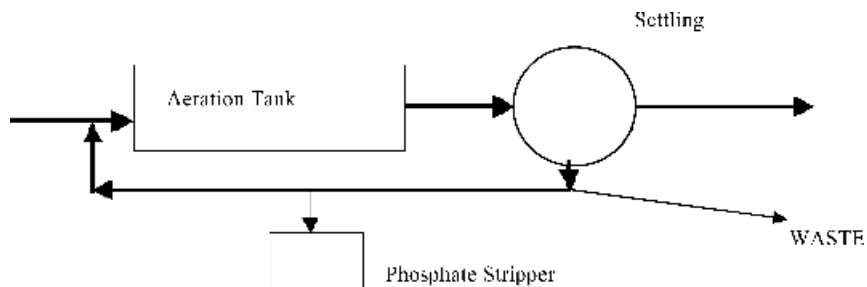 Settling
Aeration Tank
WASTE
Phosphate Stripper